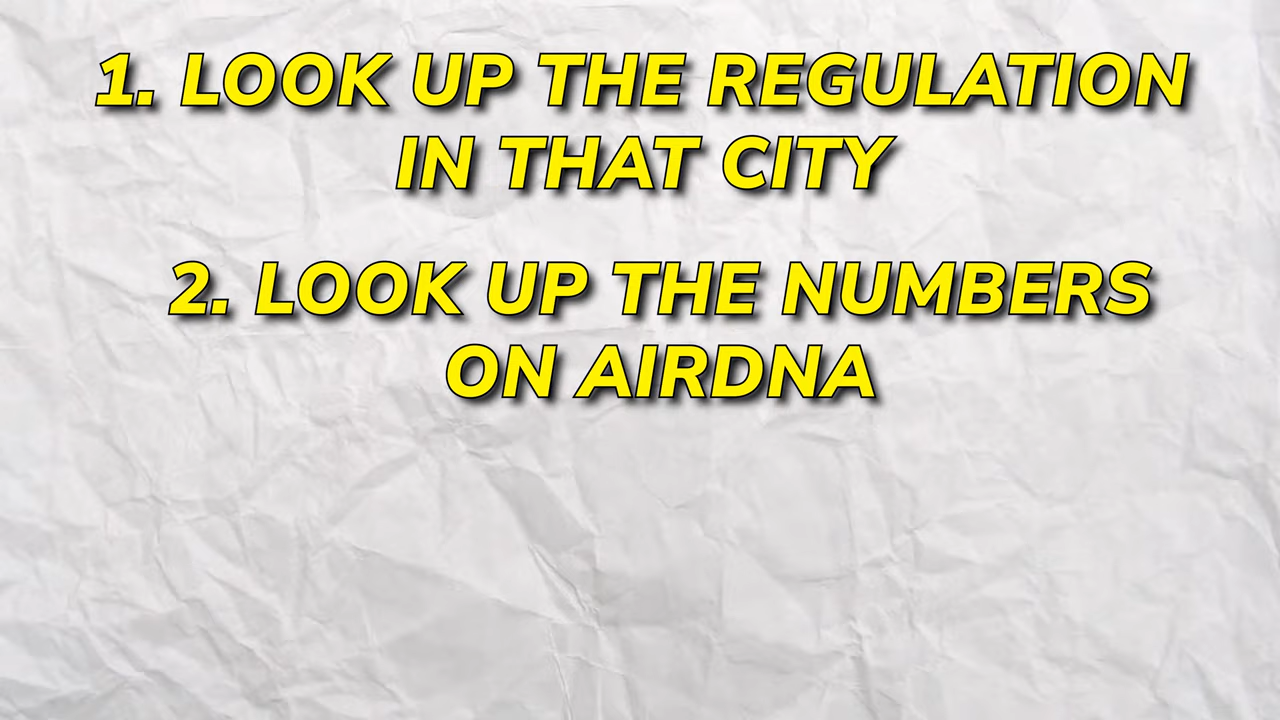 1. LOOK UP THE REGULATION
IN THAT CITY
2. LOOK UP THE NUMBERS
ON AIRDNA